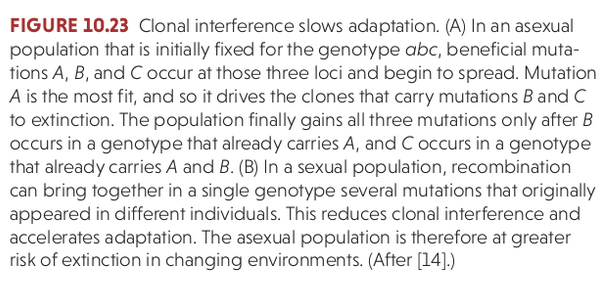 FIGURE 10.23 Clonal interference slows adaptation. (A) In an asexual
population that is initially fixed for the genotype abc, beneficial muta-
tions A, B, and C occur at those three loci and begin to spread. Mutation
A is the most fit, and so it drives the clones that carry mutations B and C
to extinction. The population finally gains all three mutations only after B
occurs in a genotype that already carries A, and C occurs in a genotype
that already carries A and B. (B) In a sexual population, recombination
can bring together in a single genotype several mutations that originally
appeared in different individuals. This reduces clonal interference and
accelerates adaptation. The asexual population is therefore at greater
risk of extinction in changing environments. (After [14].)